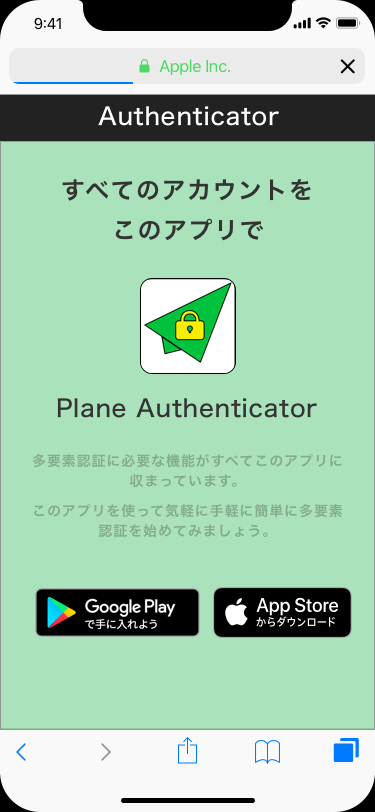 9:41
Apple Inc.
Authenticator
すべてのアカウントを
このアプリで
Plane Authenticator
多要素認証に必要な機能がすべてこのアプリに
収まっています。
このアプリを使って気軽に手軽に簡単に多要素
認証を始めてみましょう。
Google Play
で手に入れよう
App Store
からダウンロード